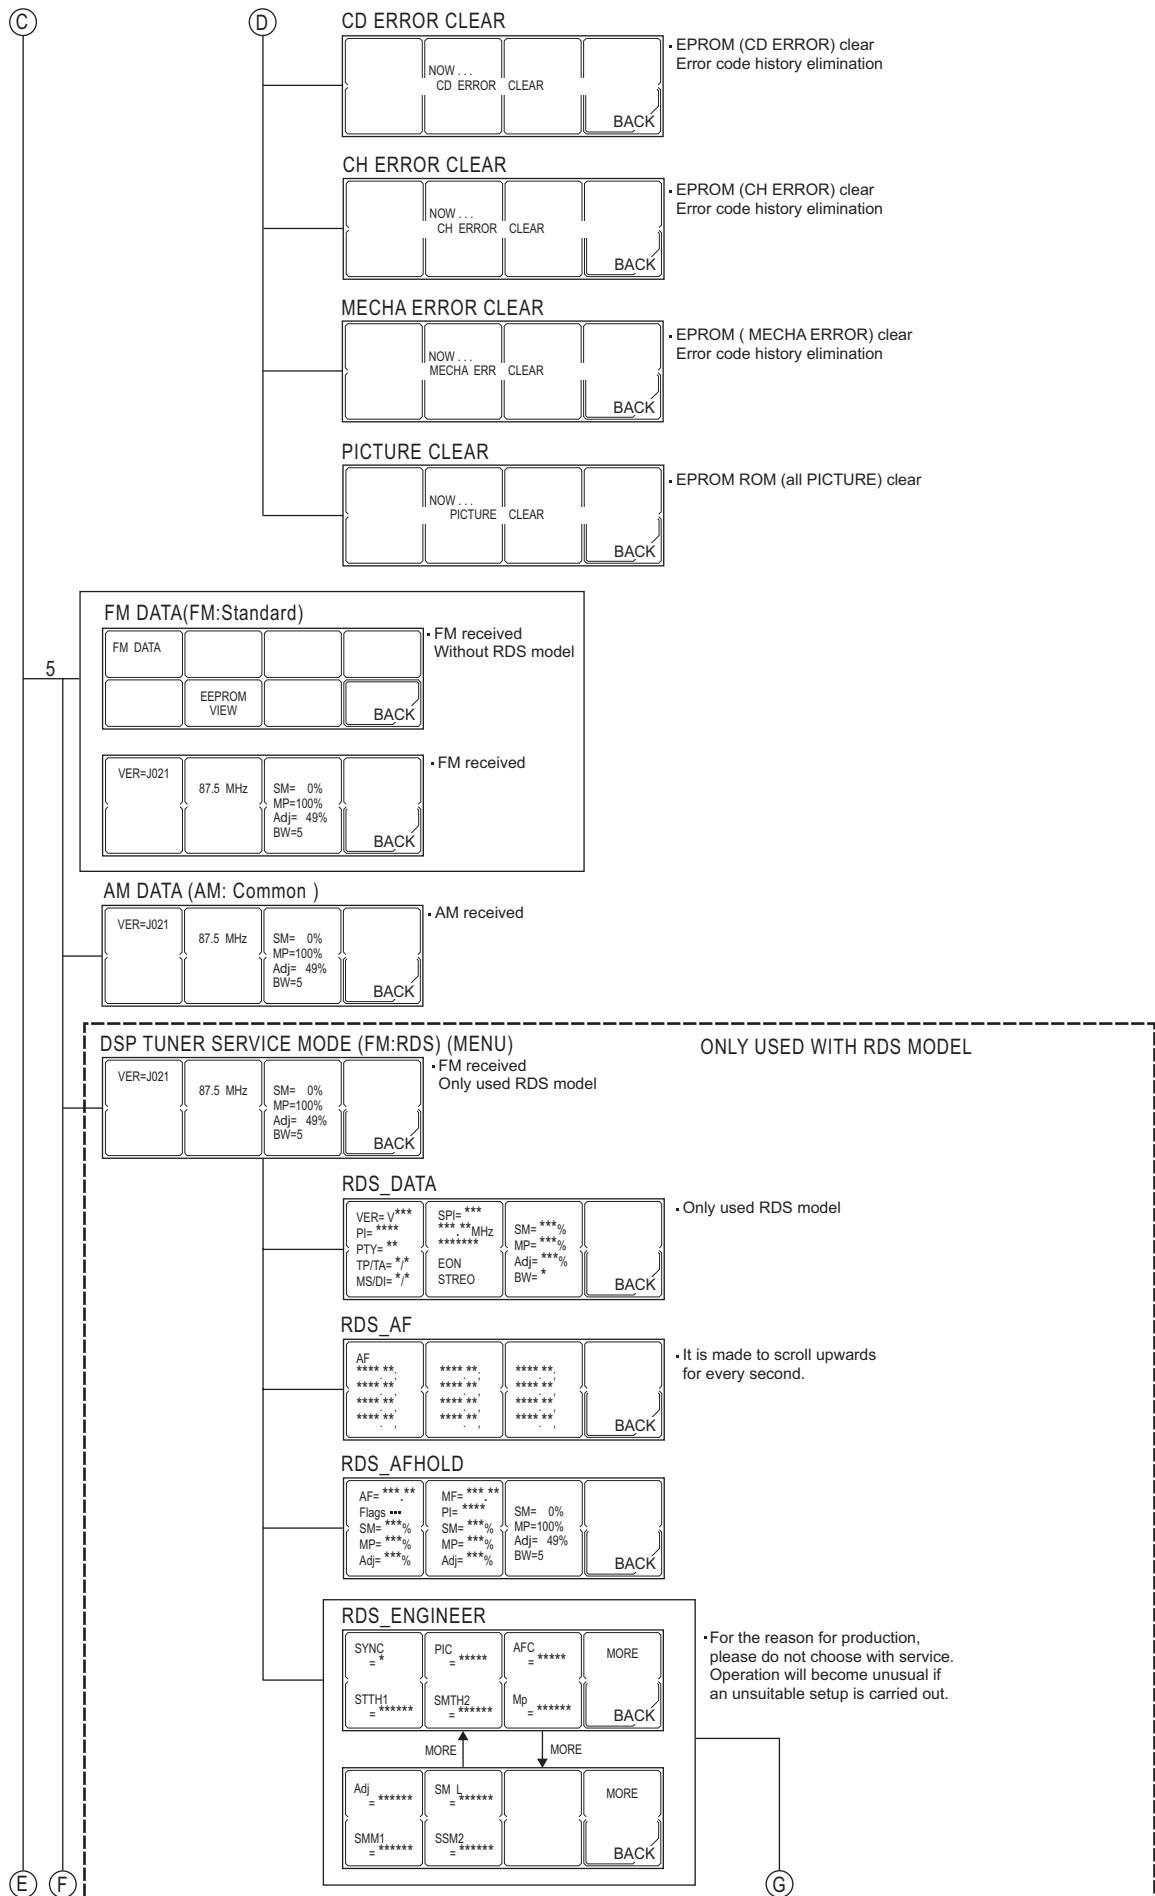 C
D
CD ERROR CLEAR
NOW . . .
CD ERROR CLEAR
BACK
EPROM (CD ERROR) clear
Error code history elimination
CH ERROR CLEAR
NOW . . .
CH ERROR CLEAR
BACK
EPROM (CH ERROR) clear
Error code history elimination
MECHA ERROR CLEAR
NOW . . .
MECHA ERR CLEAR
BACK
EPROM ( MECHA ERROR) clear
Error code history elimination
PICTURE CLEAR
NOW . . .
PICTURE CLEAR
BACK
EPROM ROM (all PICTURE) clear
5
FM DATA(FM:Standard)
FM DATA
EEPROM
VIEW
BACK
FM received
Without RDS model
VER=J021
87.5 MHz
SM= 0%
MP=100%
Adj= 49%
BW=5
BACK
FM received
AM DATA (AM: Common )
VER=J021
87.5 MHz
SM= 0%
MP=100%
Adj= 49%
BW=5
BACK
AM received
DSP TUNER SERVICE MODE (FM:RDS) (MENU)
ONLY USED WITH RDS MODEL
VER=J021
87.5 MHz
SM= 0%
MP=100%
Adj= 49%
BW=5
BACK
FM received
Only used RDS model
RDS_DATA
VER= V***
PI= ****
PTY= **
TP/TA= */*
MS/DI= */*
SPI= ***
***.**MHz
*******
EON
STREO
SM= ***%
MP= ***%
Adj= ***%
BW= *
BACK
Only used RDS model
RDS_AF
AF
****.**; ****.**; ****.**;
****.**, ****.**, ****.**,
****.**, ****.**, ****.**,
****.**, ****.**, ****.**,
BACK
It is made to scroll upwards
for every second.
RDS_AFHOLD
AF= ***.**
Flags ---
SM= ***%
MP= ***%
Adj= ***%
MF= ***.**
PI= ****
SM= ***%
MP= ***%
Adj= ***%
SM= 0%
MP=100%
Adj= 49%
BW=5
BACK
RDS_ENGINEER
SYNC
= *
PIC
= *****
AFC
= *****
MORE
STTH1
= ******
SMTH2
= ******
Mp
= ******
BACK
For the reason for production,
please do not choose with service.
Operation will become unusual if
an unsuitable setup is carried out.
MORE
MORE
Adj
= ******
SM L
= ******
MORE
SMM1
= ******
SSM2
= ******
BACK
E
F
G